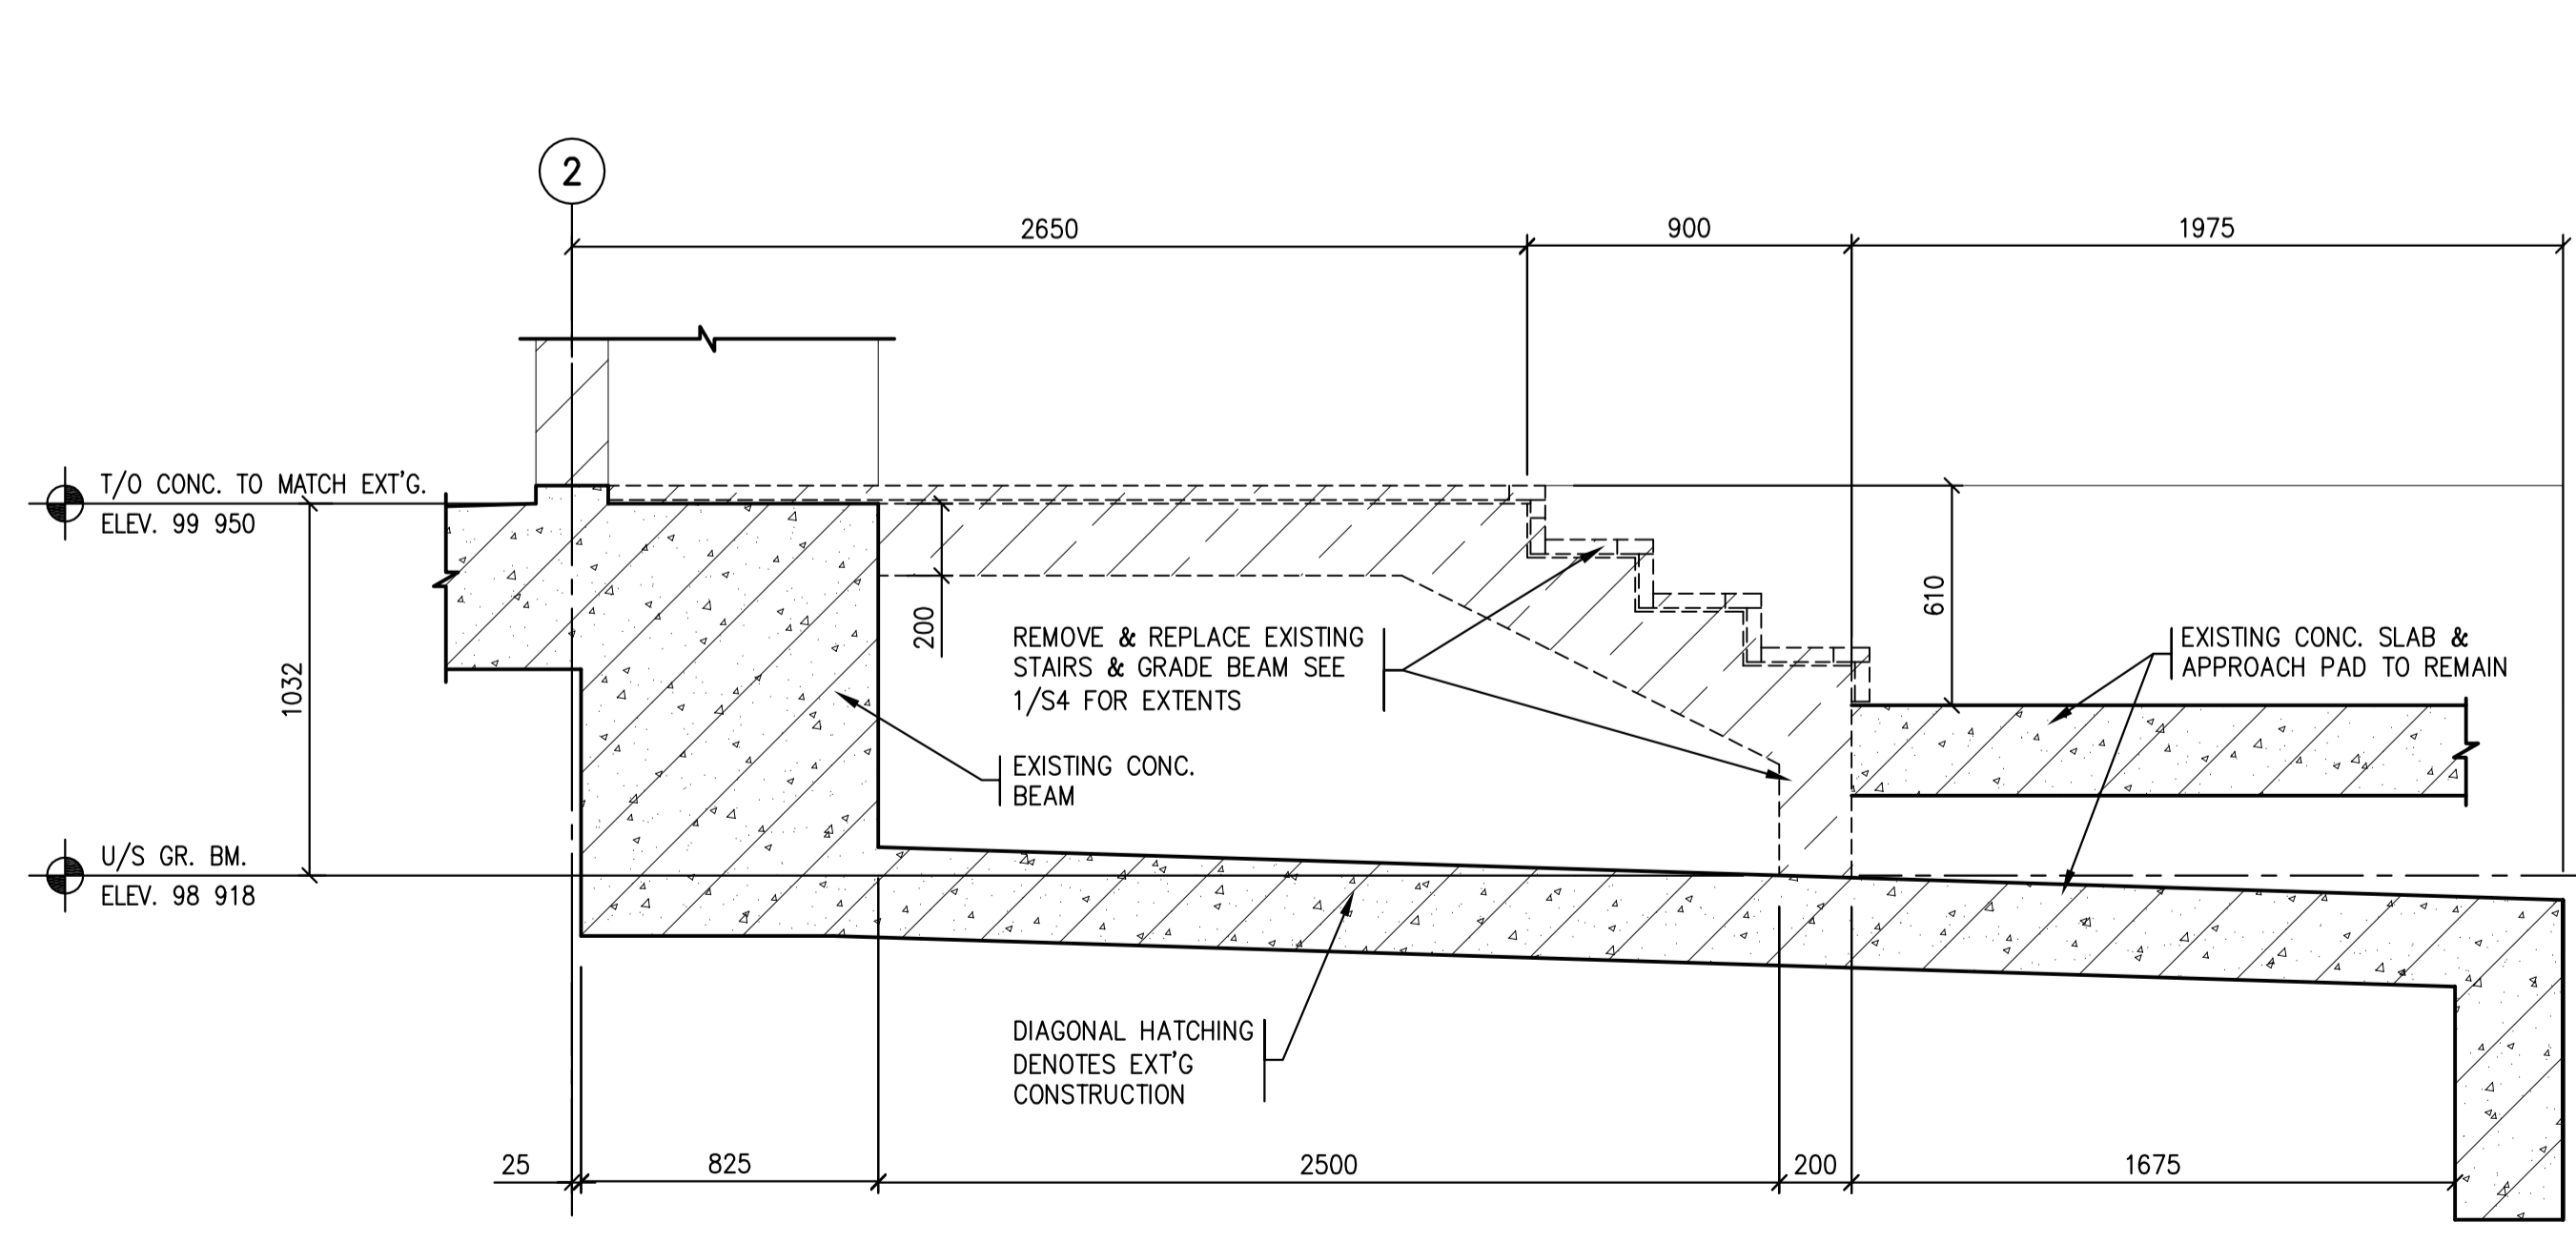 2
2650
900
1975
T/O CONC. TO MATCH EXT'G.
ELEV. 99 950
1032
200
610
REMOVE & REPLACE EXISTING
STAIRS & GRADE BEAM SEE
1/S4 FOR EXTENTS
EXISTING CONC. SLAB &
APPROACH PAD TO REMAIN
EXISTING CONC.
BEAM
U/S GR. BM.
ELEV. 98 918
DIAGONAL HATCHING
DENOTES EXT'G
CONSTRUCTION
25
825
2500
200
1675